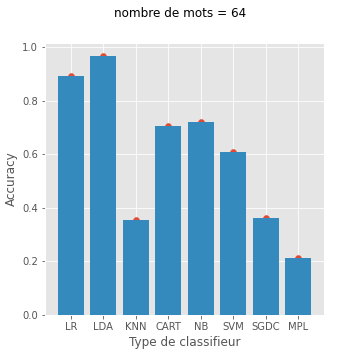 nombre de mots = 64
1.0
0.8
0.6
0.4
0.2
0.0
Accuracy
LR LDA KNN CART NB SVM SGDC MPL
Type de classifieur